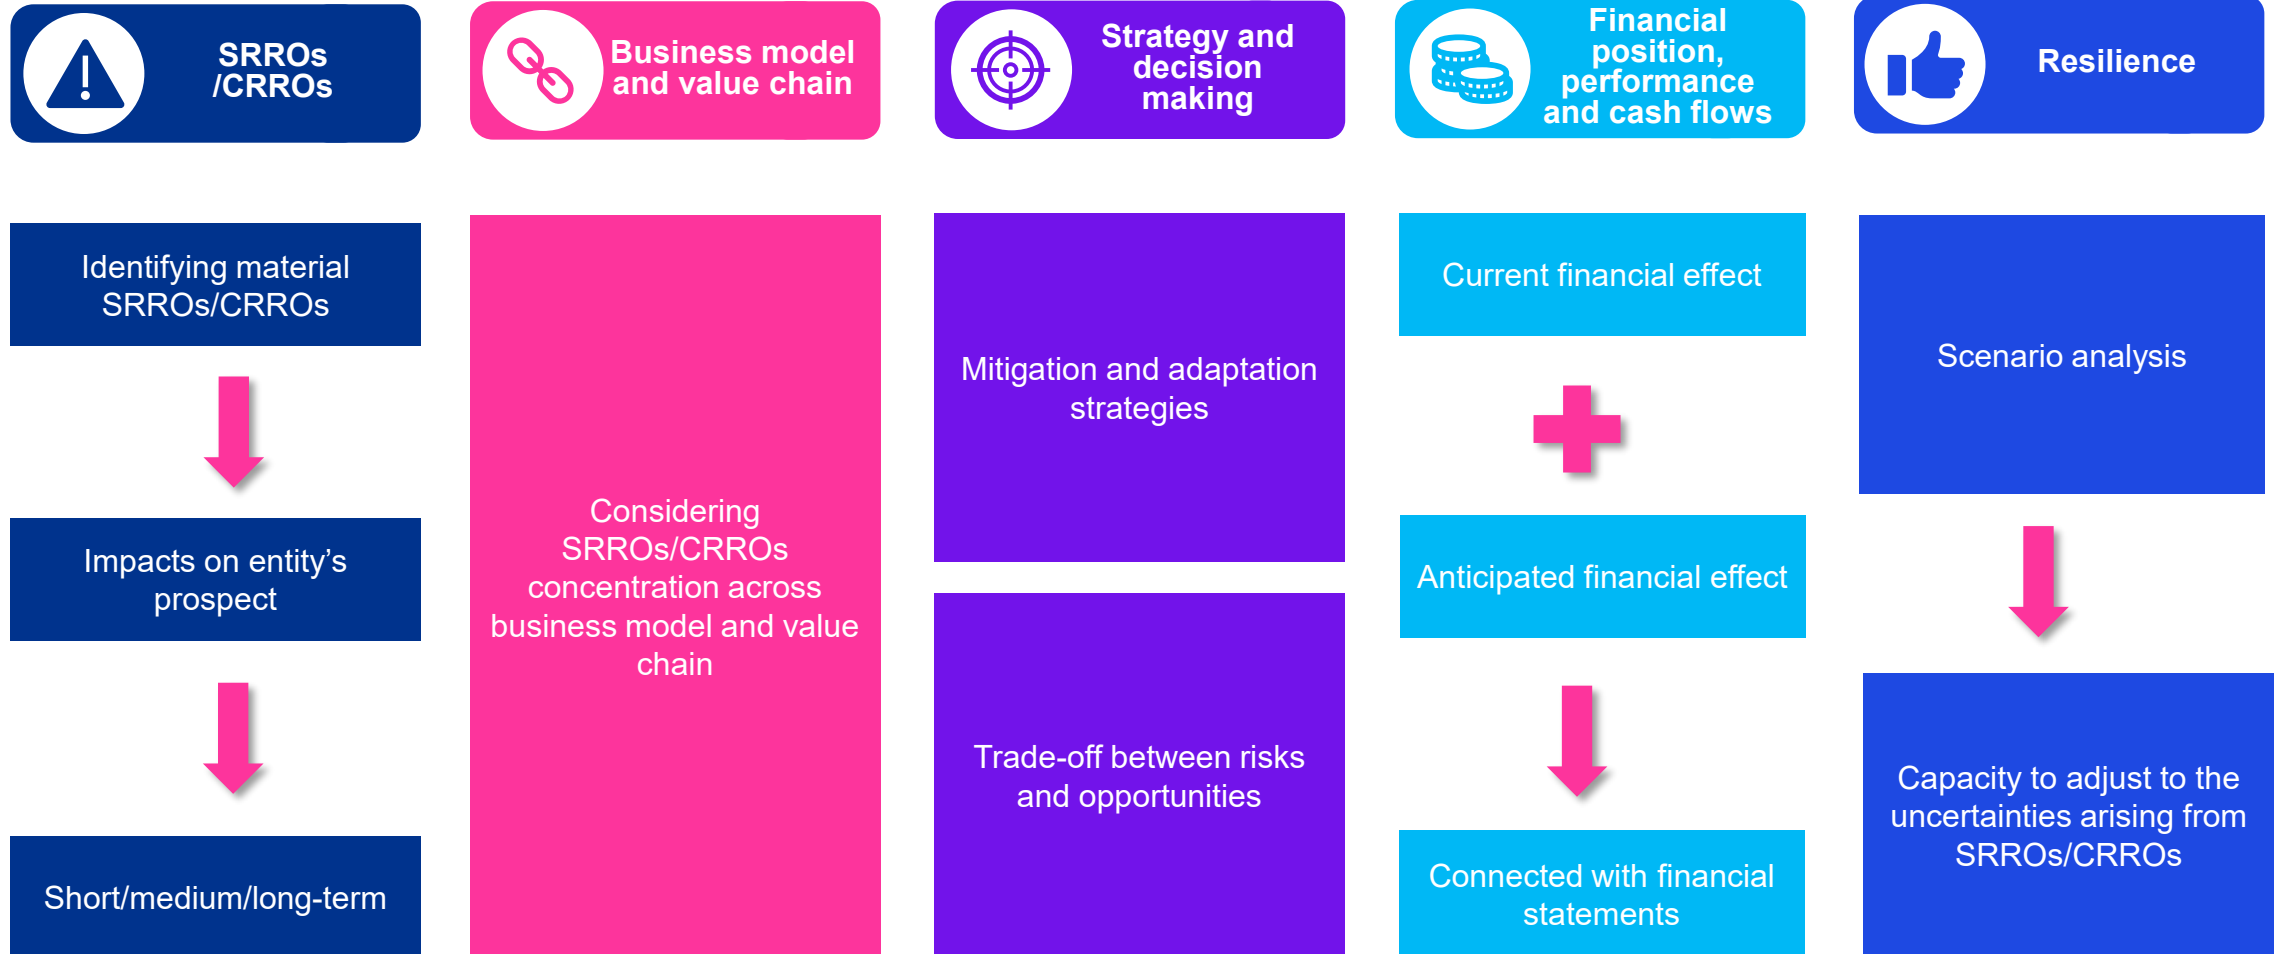 SRROs
/CRROs
Business model
and value chain
Strategy and
decision
making
Financial
position,
performance
and cash flows
Resilience
Identifying material
SRROs/CRROs
Impacts on entity’s
prospect
Short/medium/long-term
Considering
SRROs/CRROs
concentration across
business model and value
chain
Mitigation and adaptation
strategies
Trade-off between risks
and opportunities
Current financial effect
Anticipated financial effect
Connected with financial
statements
Scenario analysis
Capacity to adjust to the
uncertainties arising from
SRROs/CRROs